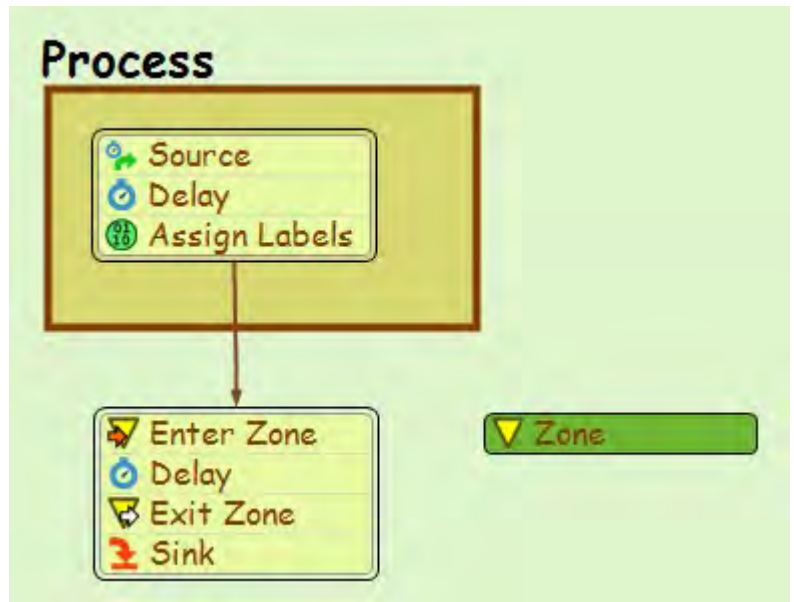 Process
Source
Delay
Assign Labels
Enter Zone
Zone
Delay
Exit Zone
Sink